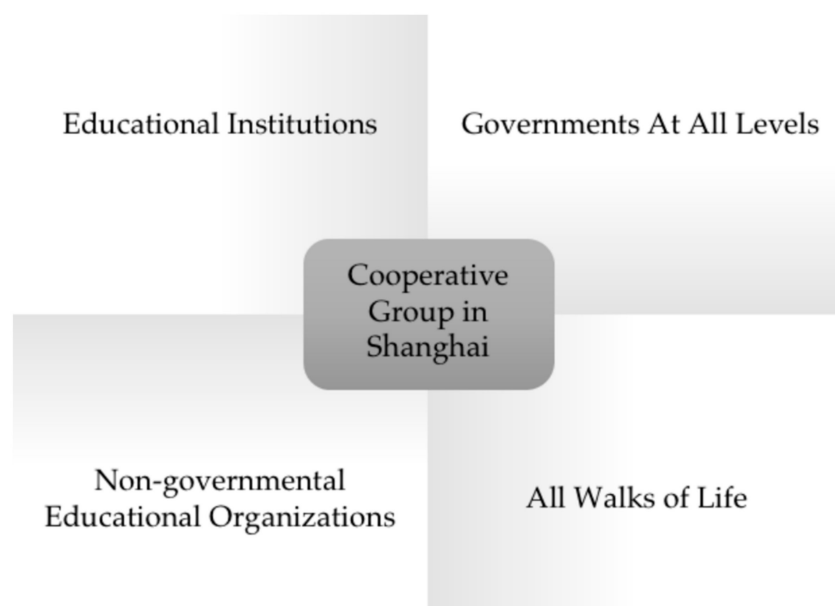 Educational Institutions
Governments At All Levels
Cooperative
Group in
Shanghai
Non-governmental
Educational Organizations
All Walks of Life